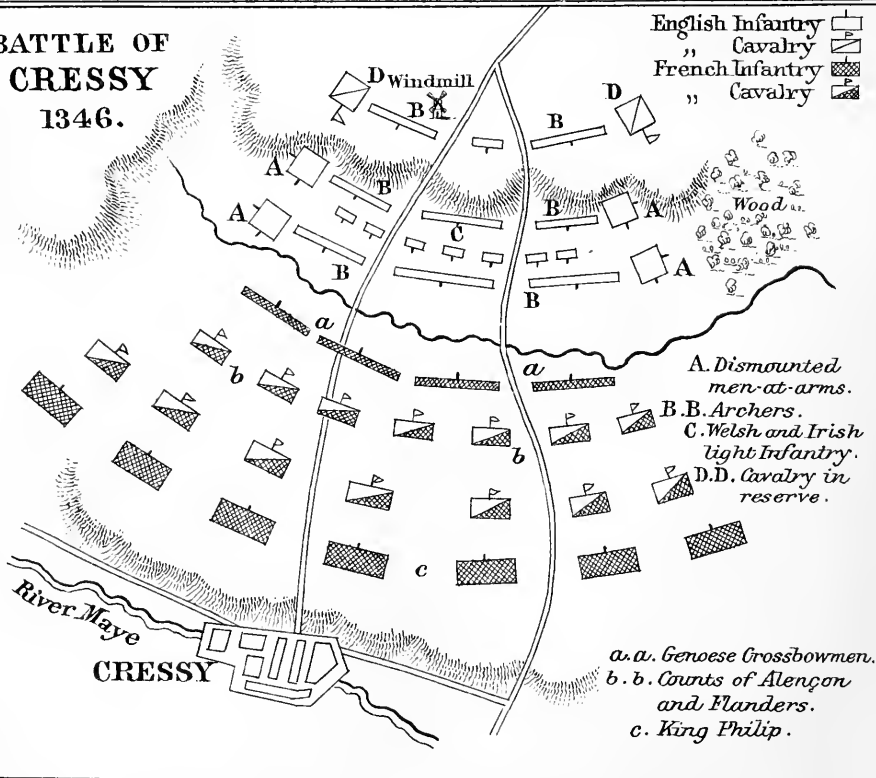 BATTLE OF
CRESSY
1346.
English Infantry
„ Cavalry
French Infantry
„ Cavalry
D Windmill
B A
B
D
A
B
A
B
C
B
A
Wood
B
A
B
a
a
b
b
c
A. Dismounted
men-at-arms.
B.B. Archers.
C. Welsh and Irish
light Infantry.
D.D. Cavalry in
reserve.
River Maye
CRESSY
a.a. Genoese Crossbowmen.
b.b. Counts of Alençon
and Flanders.
c. King Philip.